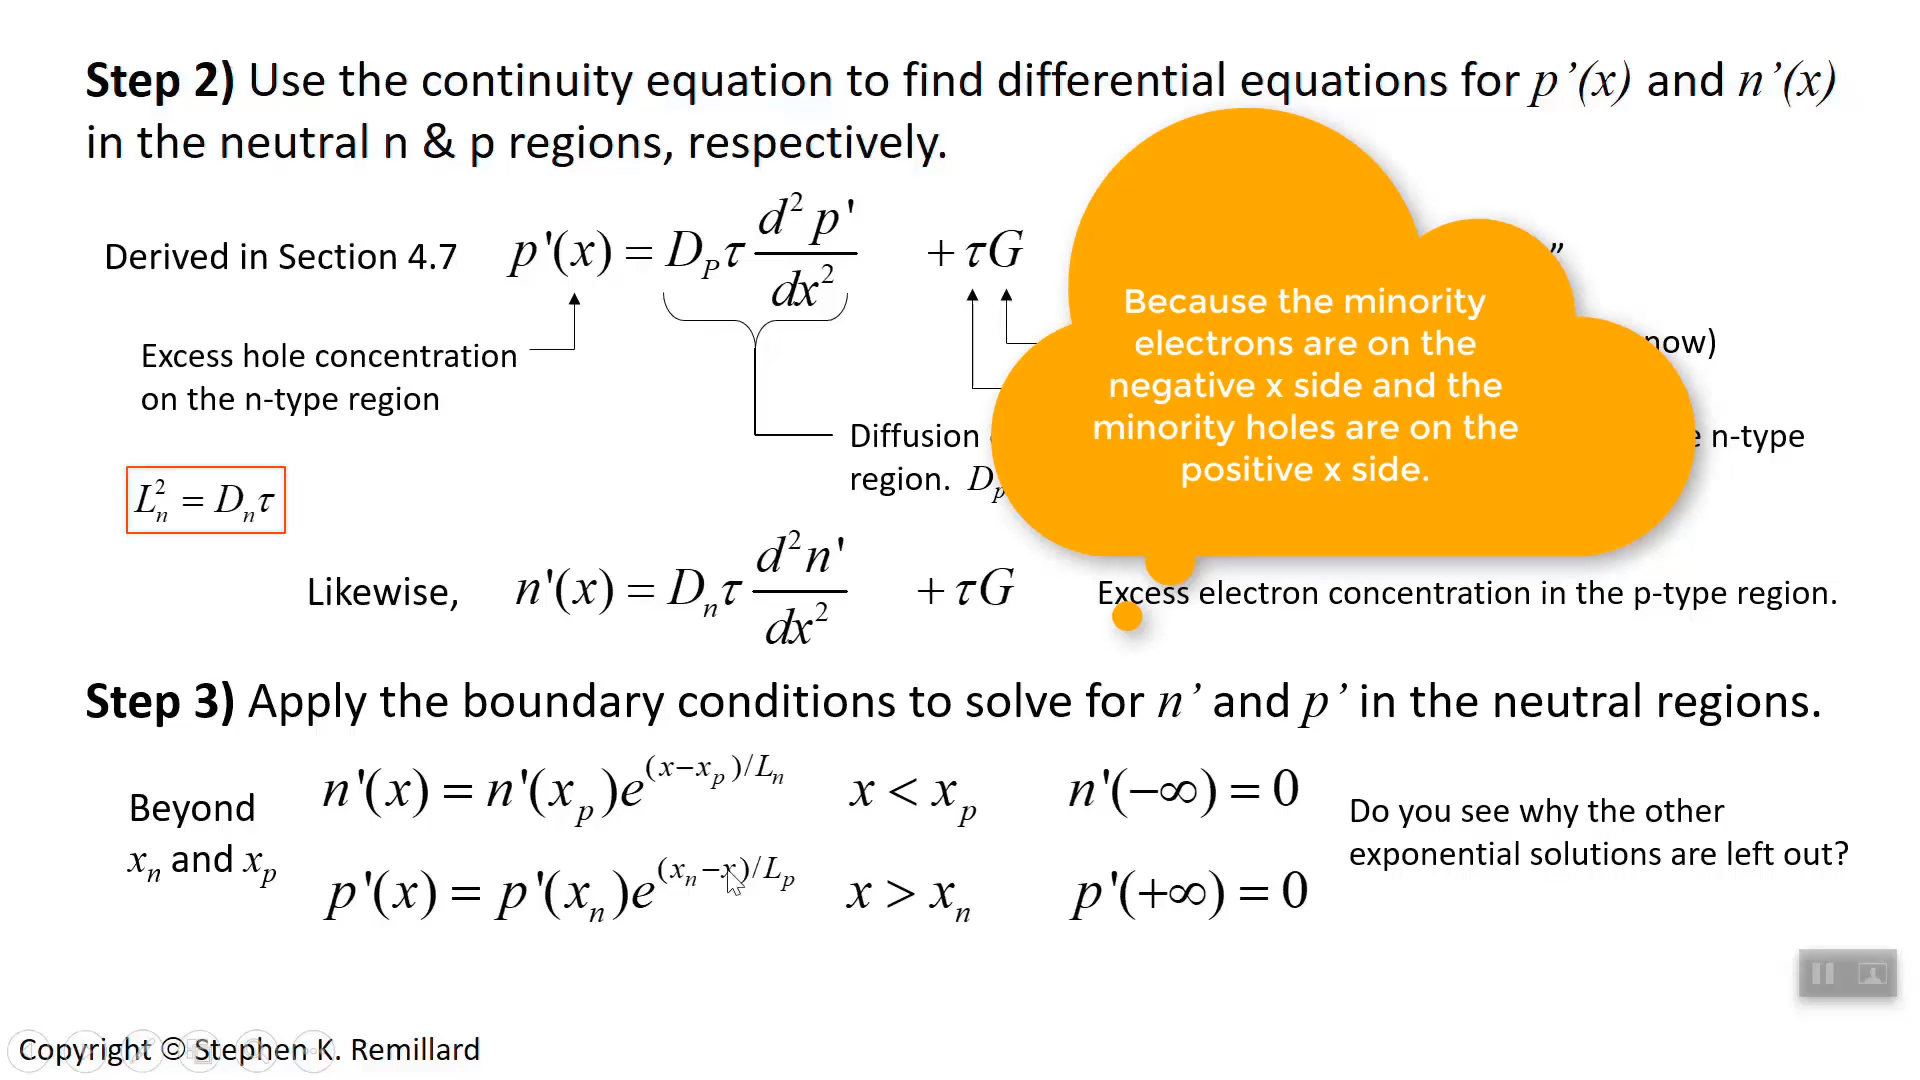 Step 2) Use the continuity equation to find differential equations for p’(x) and n’(x)
in the neutral n & p regions, respectively.
Derived in Section 4.7 p'(x) = D_P τ d²p'/dx² + τG ”
Excess hole concentration
on the n-type region
now)
Because the minority
electrons are on the
negative x side and the
minority holes are on the
positive x side.
Diffusion n-type
region. D_p
L_n² = D_n τ
Likewise, n'(x) = D_n τ d²n'/dx² + τG Excess electron concentration in the p-type region.
Step 3) Apply the boundary conditions to solve for n’ and p’ in the neutral regions.
Beyond
x_n and x_p
n'(x) = n'(x_p)e^{(x−x_p)/L_n} x < x_p n'(−∞) = 0
p'(x) = p'(x_n)e^{(x_n−x)/L_p} x > x_n p'(+∞) = 0
Do you see why the other
exponential solutions are left out?
Copyright © Stephen K. Remillard